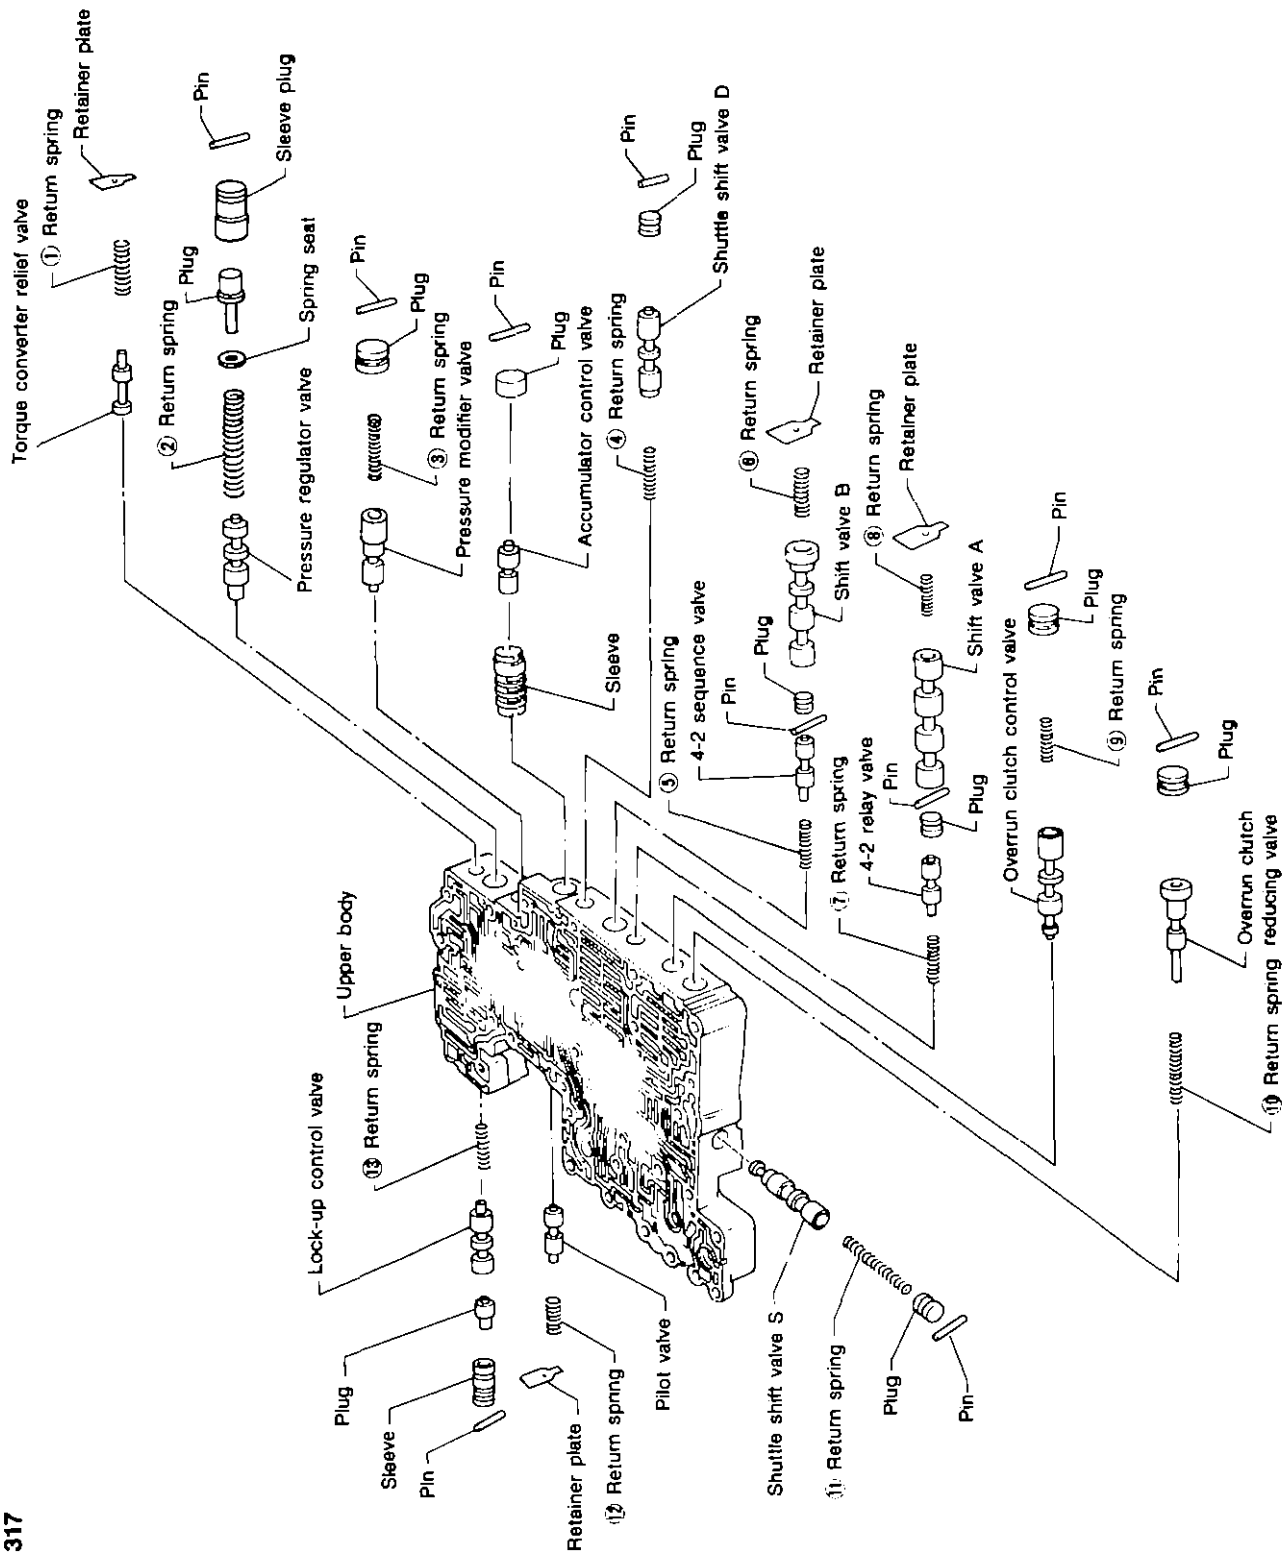 317
Torque converter relief valve
① Return spring
Retainer plate
② Return spring
Plug
Pin
Sleeve plug
Spring seat
Pressure regulator valve
Pin
Plug
③ Return spring
Pressure modifier valve
Pin
Plug
Accumulator control valve
Sleeve
④ Return spring
Pin
Plug
Shuttle shift valve D
⑤ Return spring
4-2 sequence valve
Pin
Plug
⑥ Return spring
Retainer plate
Shift valve B
⑦ Return spring
4-2 relay valve
Pin
Plug
⑧ Return spring
Retainer plate
Shift valve A
Overrun clutch control valve
Pin
Plug
⑨ Return spring
Pin
Plug
Overrun clutch
⑩ Return spring reducing valve
Upper body
⑬ Return spring
Lock-up control valve
Plug
Sleeve
Pin
Retainer plate
⑫ Return spring
Pilot valve
Shuttle shift valve S
⑪ Return spring
Plug
Pin